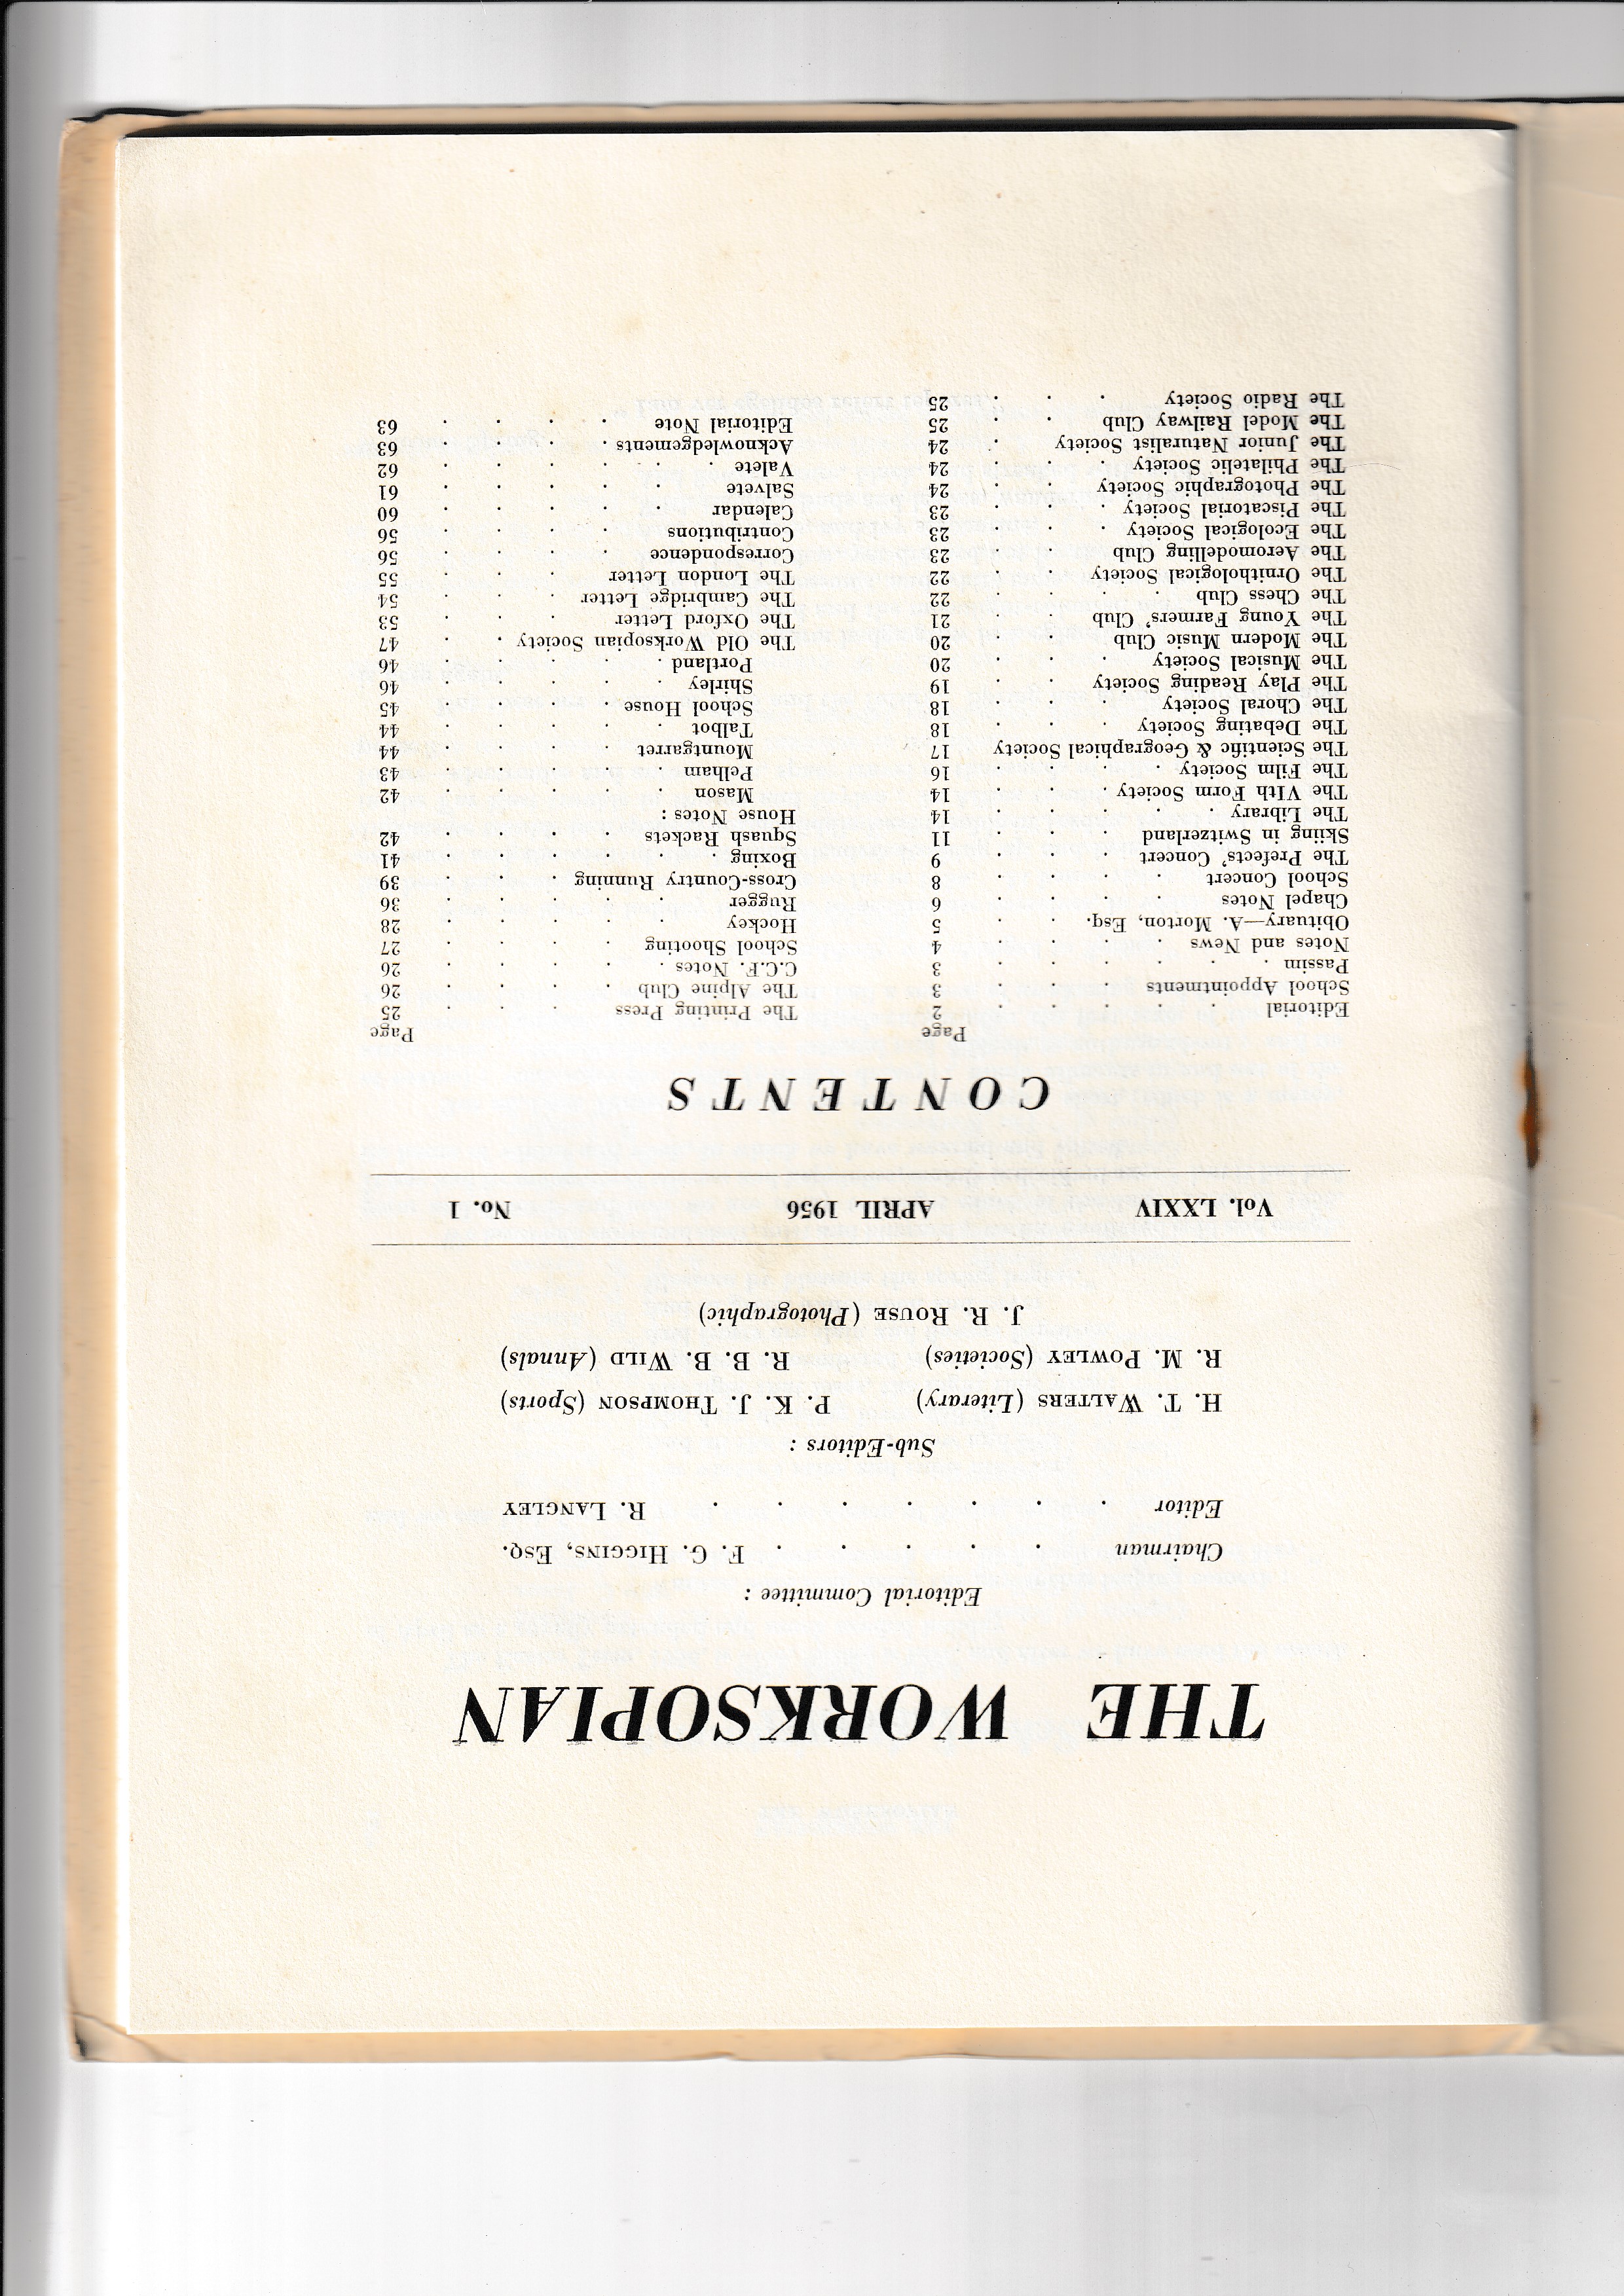 THE WORKSOPIAN
Editorial Committee :
Chairman . . . . . F. G. HIGGINS, ESQ.
Editor . . . . . . . R. LANGLEY
Sub-Editors :
H. T. WALTERS (Literary) P. K. J. THOMPSON (Sports)
R. M. POWLEY (Societies) R. B. B. WILD (Annals)
J. R. ROUSE (Photographic)
Vol. LXXIV APRIL 1956 No. 1
CONTENTS
Page
Editorial . . . . . 2
School Appointments . . . 3
Passim . . . . . . 3
Notes and News . . . . 4
Obituary—A. Morton, Esq. . . 5
Chapel Notes . . . . 6
School Concert . . . . 8
The Prefects' Concert . . . 9
Skiing in Switzerland . . . 11
The Library . . . . . 14
The VIth Form Society . . . 14
The Film Society . . . . 16
The Scientific & Geographical Society 17
The Debating Society . . . 18
The Choral Society . . . 18
The Play Reading Society . . 19
The Musical Society . . . 20
The Modern Music Club . . 20
The Young Farmers' Club . . 21
The Chess Club . . . . 22
The Ornithological Society . . 22
The Aeromodelling Club . . 23
The Ecological Society . . . 23
The Piscatorial Society . . . 23
The Photographic Society . . 24
The Philatelic Society . . . 24
The Junior Naturalist Society . 24
The Model Railway Club . . 25
The Radio Society . . . 25
Page
The Printing Press . . . 25
The Alpine Club . . . . 26
C.C.F. Notes . . . . . 26
School Shooting . . . . 27
Hockey . . . . . 28
Rugger . . . . . 36
Cross-Country Running . . . 39
Boxing . . . . . . 41
Squash Rackets . . . . 42
House Notes :
Mason . . . . . 42
Pelham . . . . . 43
Mountgarret . . . . 44
Talbot . . . . . 44
School House . . . . 45
Shirley . . . . . 46
Portland . . . . . 46
The Old Worksopian Society . . 47
The Oxford Letter . . . 53
The Cambridge Letter . . . 54
The London Letter . . . 55
Correspondence . . . . 56
Contributions . . . . 56
Calendar . . . . . 60
Salvete . . . . . 61
Valete . . . . . . 62
Acknowledgements . . . . 63
Editorial Note . . . . 63